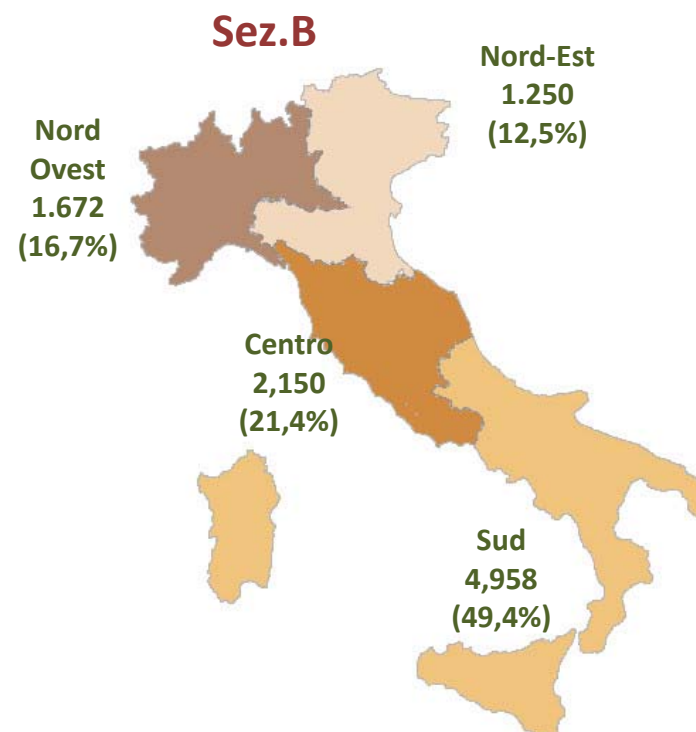 Sez.B
Nord-Est
1.250
(12,5%)
Nord
Ovest
1.672
(16,7%)
Centro
2,150
(21,4%)
Sud
4,958
(49,4%)